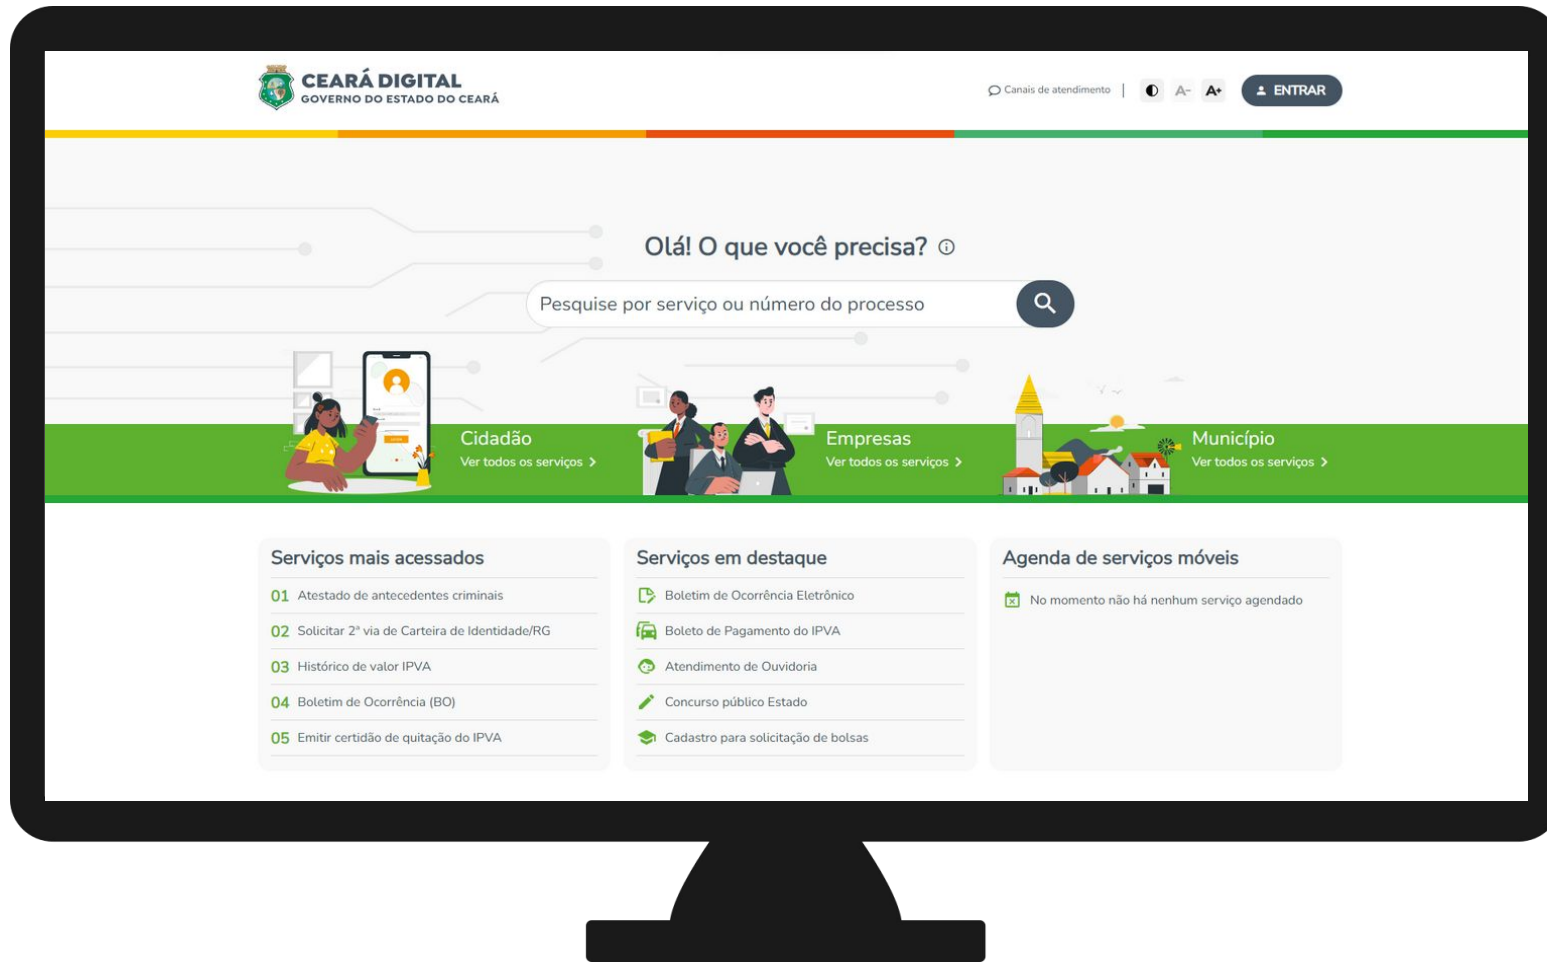 CEARÁ DIGITAL
GOVERNO DO ESTADO DO CEARÁ
Canais de atendimento
A-
A+
ENTRAR
Olá! O que você precisa?
Pesquise por serviço ou número do processo
Cidadão
Ver todos os serviços
Empresas
Ver todos os serviços
Município
Ver todos os serviços
Serviços mais acessados
01 Atestado de antecedentes criminais
02 Solicitar 2ª via de Carteira de Identidade/RG
03 Histórico de valor IPVA
04 Boletim de Ocorrência (BO)
05 Emitir certidão de quitação do IPVA
Serviços em destaque
Boletim de Ocorrência Eletrônico
Boleto de Pagamento do IPVA
Atendimento de Ouvidoria
Concurso público Estado
Cadastro para solicitação de bolsas
Agenda de serviços móveis
No momento não há nenhum serviço agendado